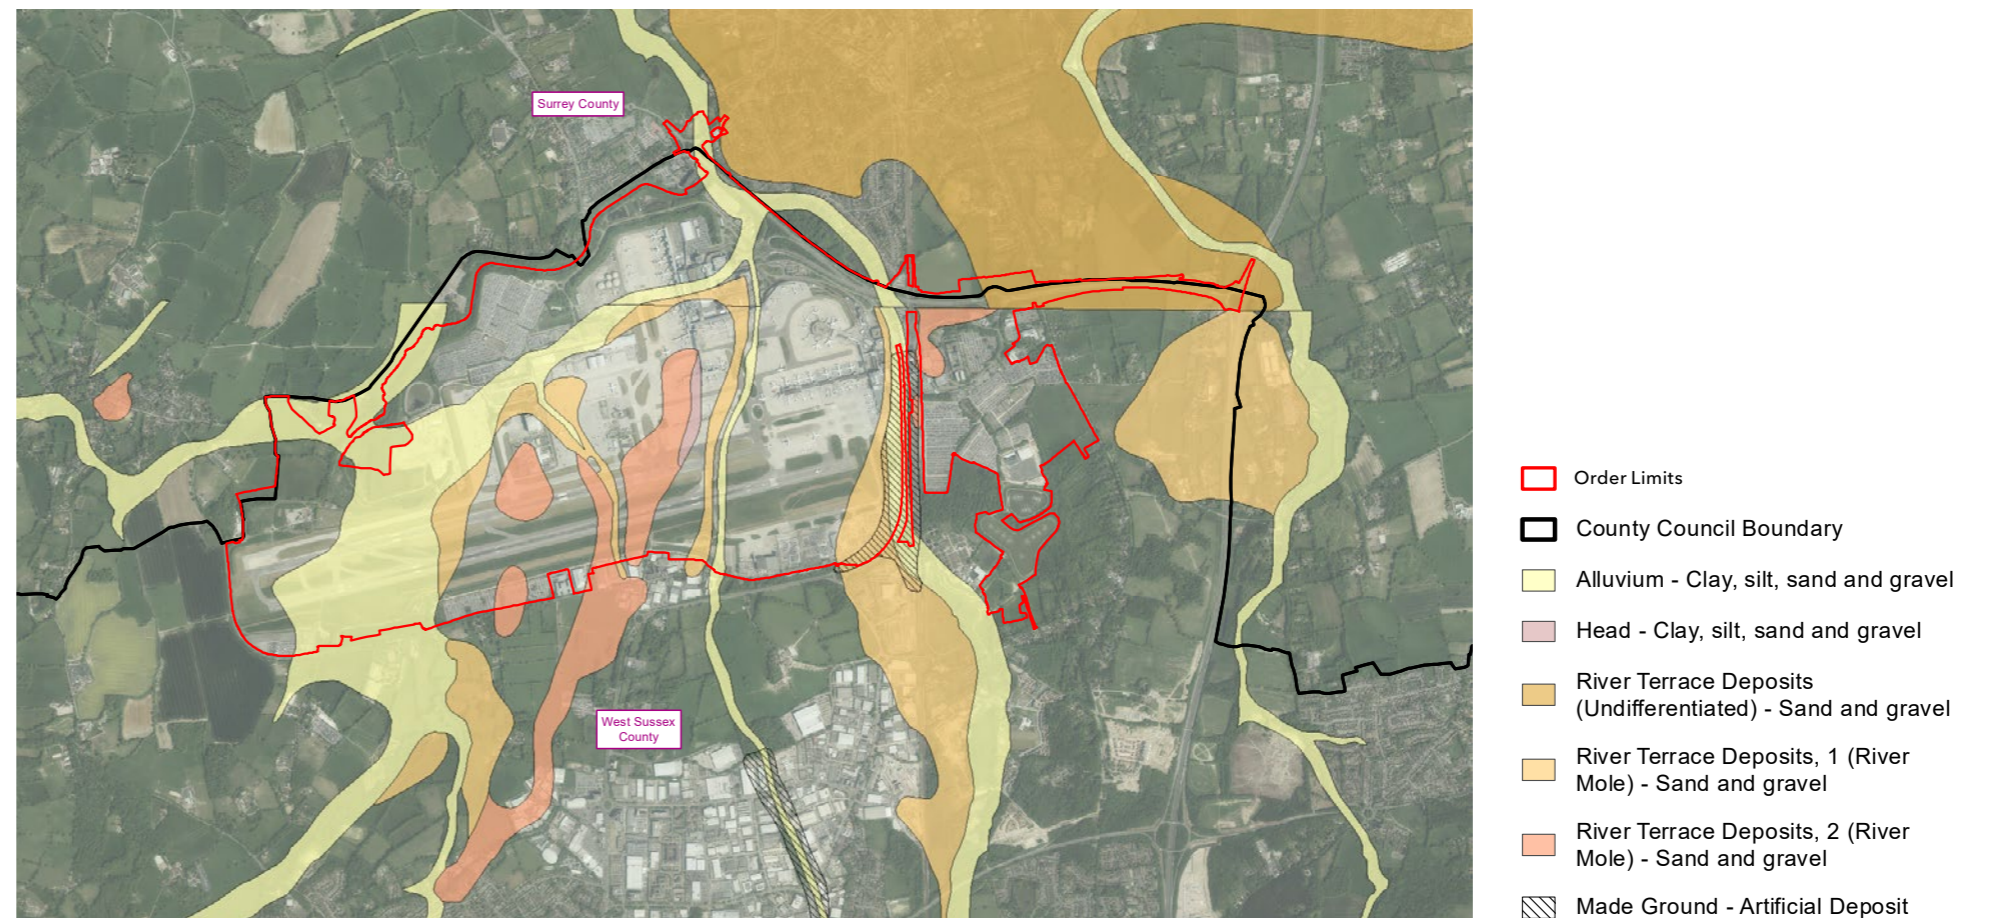 Surrey County
West Sussex
County
Order Limits
County Council Boundary
Alluvium - Clay, silt, sand and gravel
Head - Clay, silt, sand and gravel
River Terrace Deposits
(Undifferentiated) - Sand and gravel
River Terrace Deposits, 1 (River
Mole) - Sand and gravel
River Terrace Deposits, 2 (River
Mole) - Sand and gravel
Made Ground - Artificial Deposit